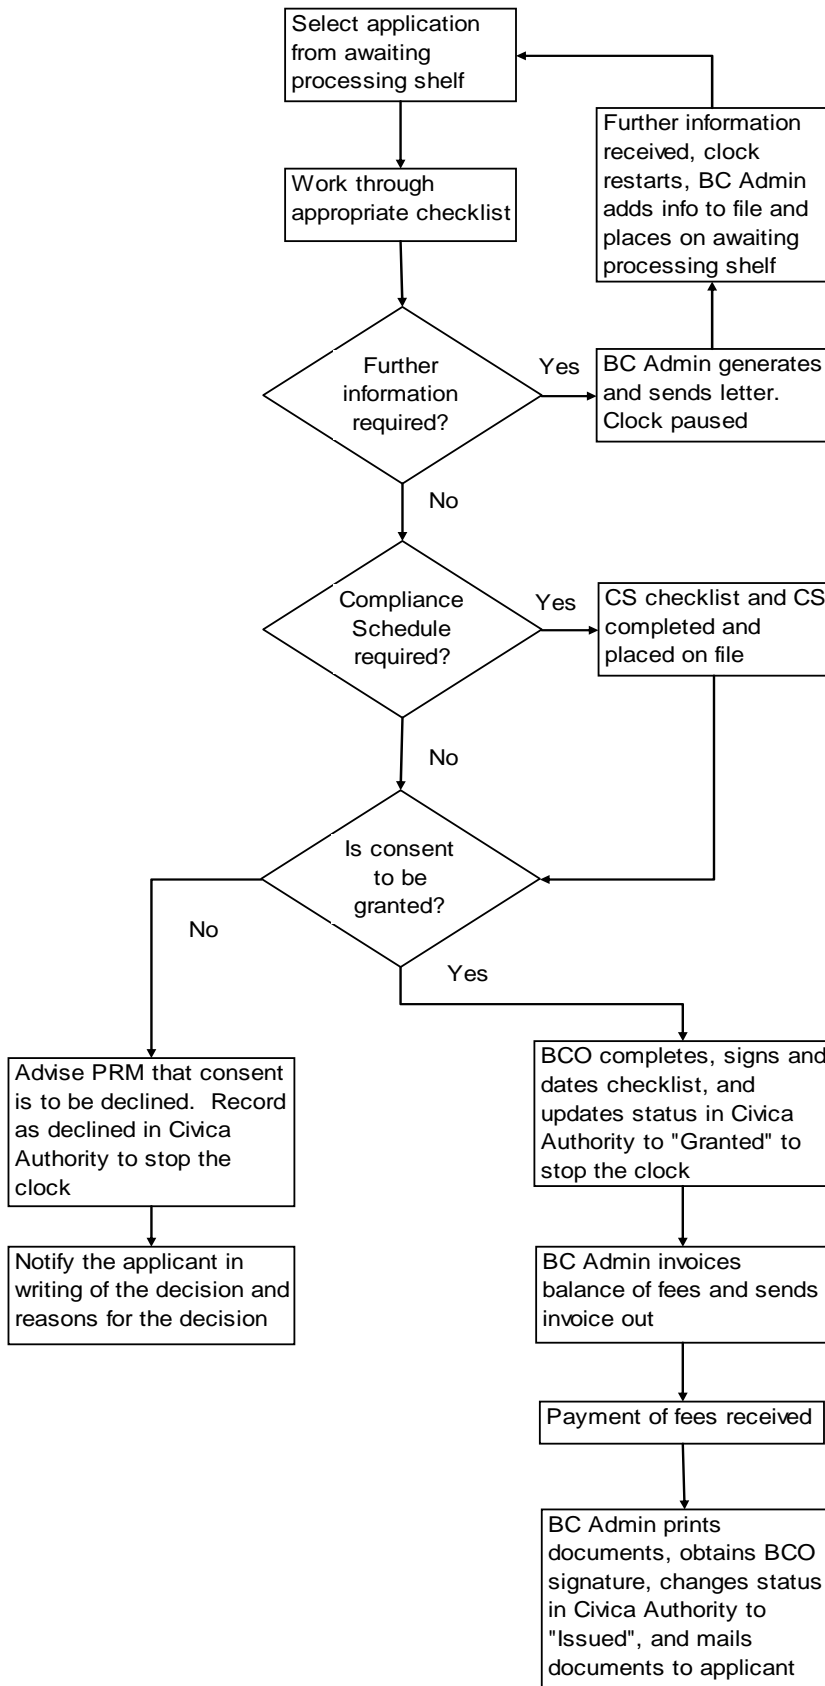 Select application
from awaiting
processing shelf
Further information
received, clock
restarts, BC Admin
adds info to file and
places on awaiting
processing shelf
Work through
appropriate checklist
Further
information
required?
Yes
BC Admin generates
and sends letter.
Clock paused
No
Compliance
Schedule
required?
Yes
CS checklist and CS
completed and
placed on file
No
Is consent
to be
granted?
No
Yes
Advise PRM that consent
is to be declined.  Record
as declined in Civica
Authority to stop the
clock
BCO completes, signs and
dates checklist, and
updates status in Civica
Authority to "Granted" to
stop the clock
Notify the applicant in
writing of the decision and
reasons for the decision
BC Admin invoices
balance of fees and sends
invoice out
Payment of fees received
BC Admin prints
documents, obtains BCO
signature, changes status
in Civica Authority to
"Issued", and mails
documents to applicant